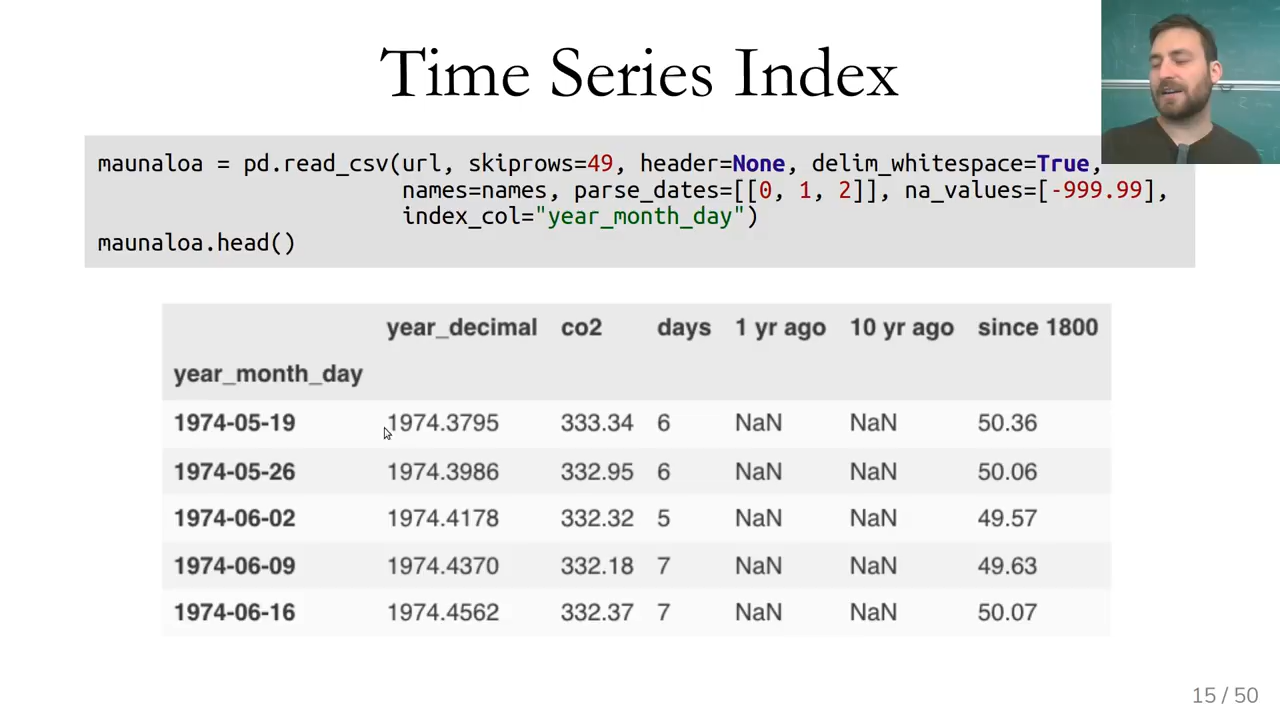 Time Series Index
maunaloa = pd.read_csv(url, skiprows=49, header=None, delim_whitespace=True,
names=names, parse_dates=[[0, 1, 2]], na_values=[-999.99],
index_col="year_month_day")
maunaloa.head()
year_decimal co2 days 1 yr ago 10 yr ago since 1800
year_month_day
1974-05-19 1974.3795 333.34 6 NaN NaN 50.36
1974-05-26 1974.3986 332.95 6 NaN NaN 50.06
1974-06-02 1974.4178 332.32 5 NaN NaN 49.57
1974-06-09 1974.4370 332.18 7 NaN NaN 49.63
1974-06-16 1974.4562 332.37 7 NaN NaN 50.07
15 / 50